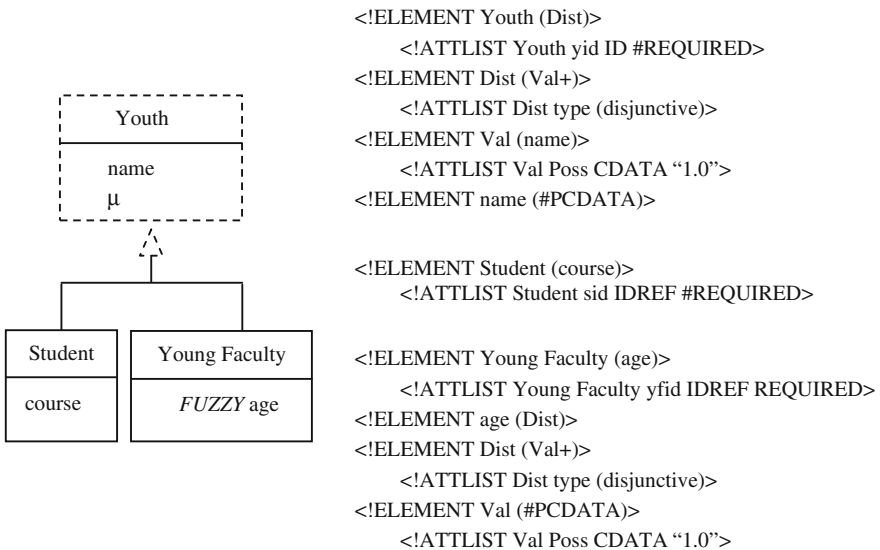 Youth
name
μ
Student
course
Young Faculty
FUZZY age
<!ELEMENT Youth (Dist)>
<!ATTLIST Youth yid ID #REQUIRED>
<!ELEMENT Dist (Val+)>
<!ATTLIST Dist type (disjunctive)>
<!ELEMENT Val (name)>
<!ATTLIST Val Poss CDATA “1.0”>
<!ELEMENT name (#PCDATA)>
<!ELEMENT Student (course)>
<!ATTLIST Student sid IDREF #REQUIRED>
<!ELEMENT Young Faculty (age)>
<!ATTLIST Young Faculty yfid IDREF REQUIRED>
<!ELEMENT age (Dist)>
<!ELEMENT Dist (Val+)>
<!ATTLIST Dist type (disjunctive)>
<!ELEMENT Val (#PCDATA)>
<!ATTLIST Val Poss CDATA “1.0”>